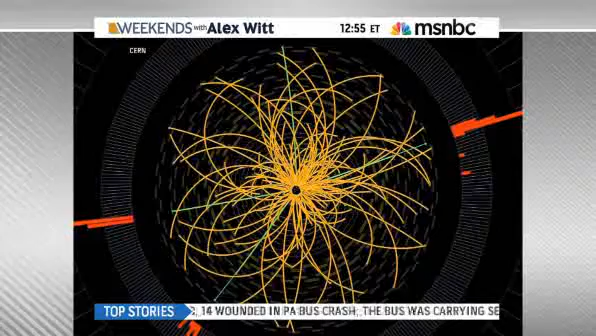 WEEKENDS with Alex Witt
12:55 ET
msnbc
CERN
TOP STORIES
14 WOUNDED IN PA BUS CRASH, THE BUS WAS CARRYING SE